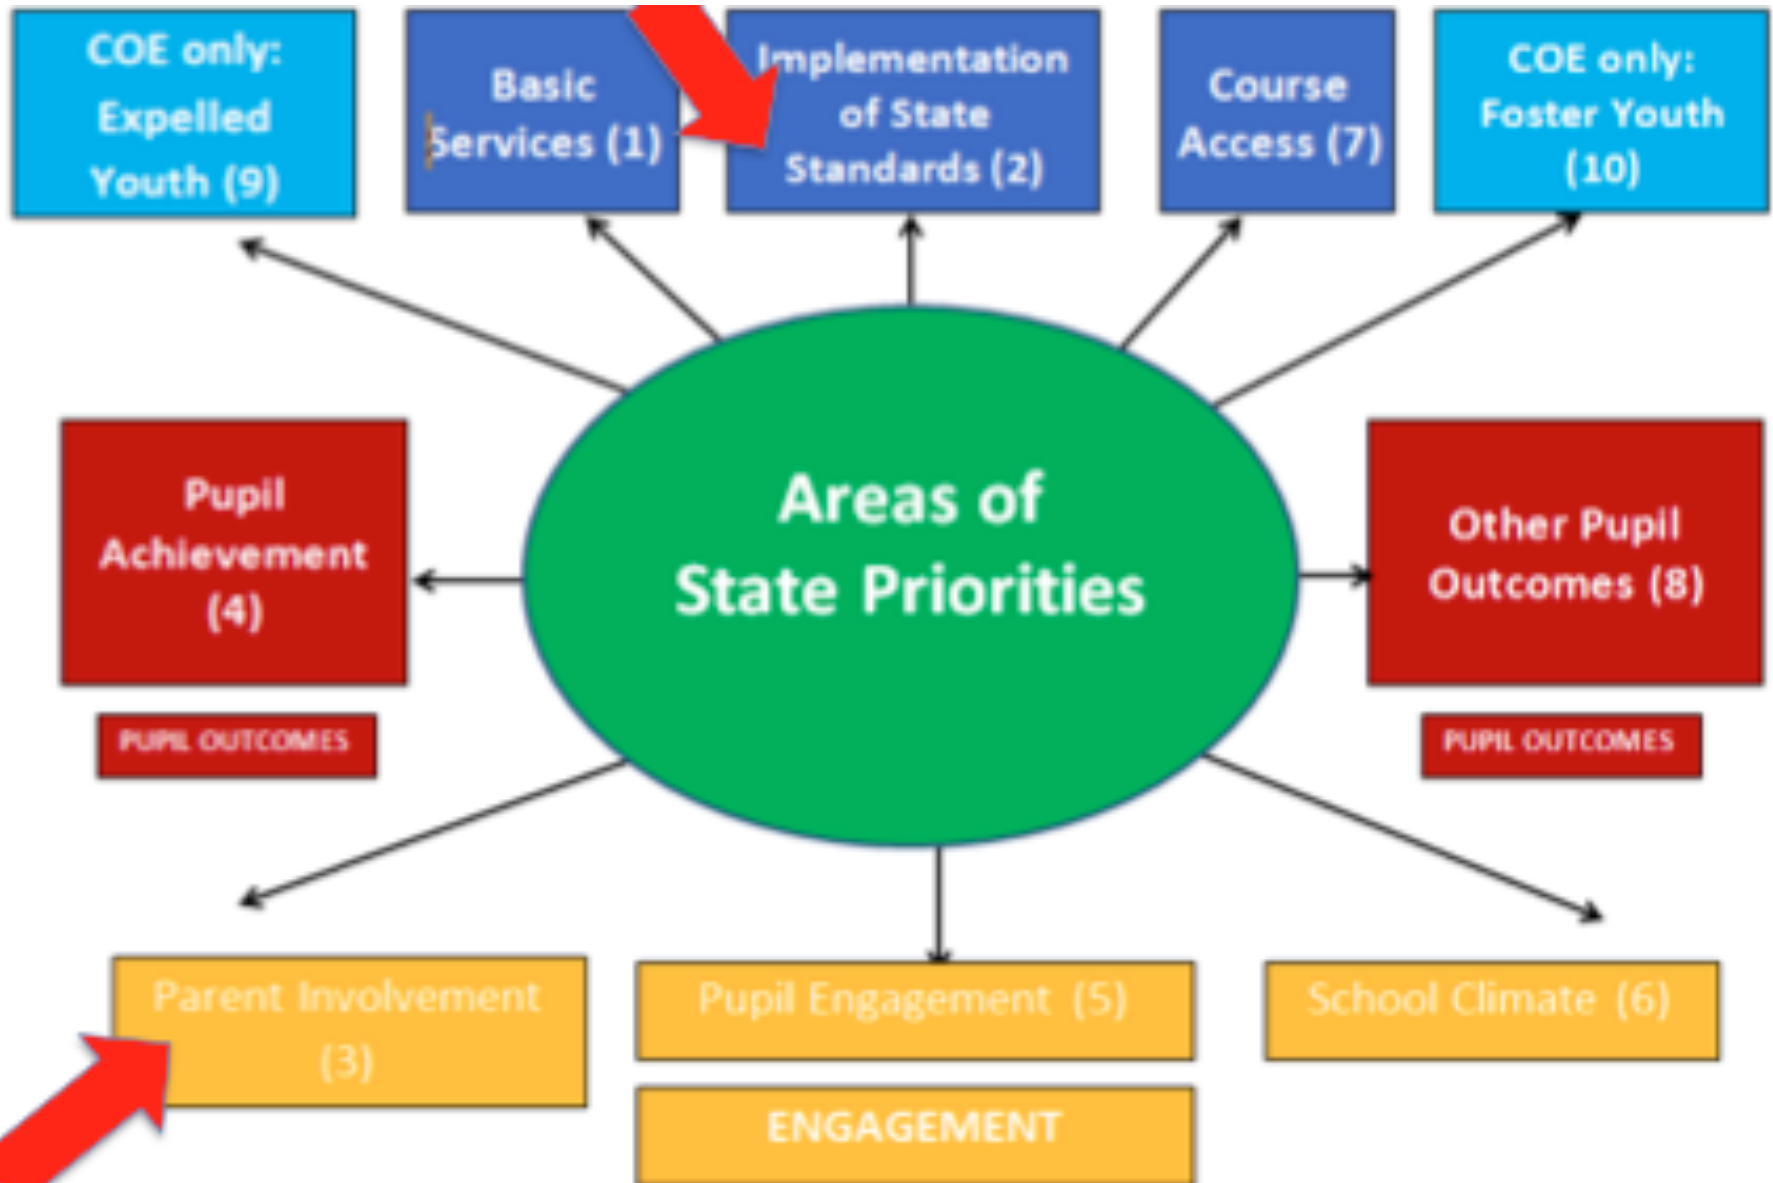 COE only:
Expelled
Youth (9)
Basic
Services (1)
Implementation
of State
Standards (2)
Course
Access (7)
COE only:
Foster Youth
(10)
Pupil
Achievement
(4)
PUPIL OUTCOMES
Areas of
State Priorities
Other Pupil
Outcomes (8)
PUPIL OUTCOMES
Parent Involvement
(3)
Pupil Engagement (5)
School Climate (6)
ENGAGEMENT